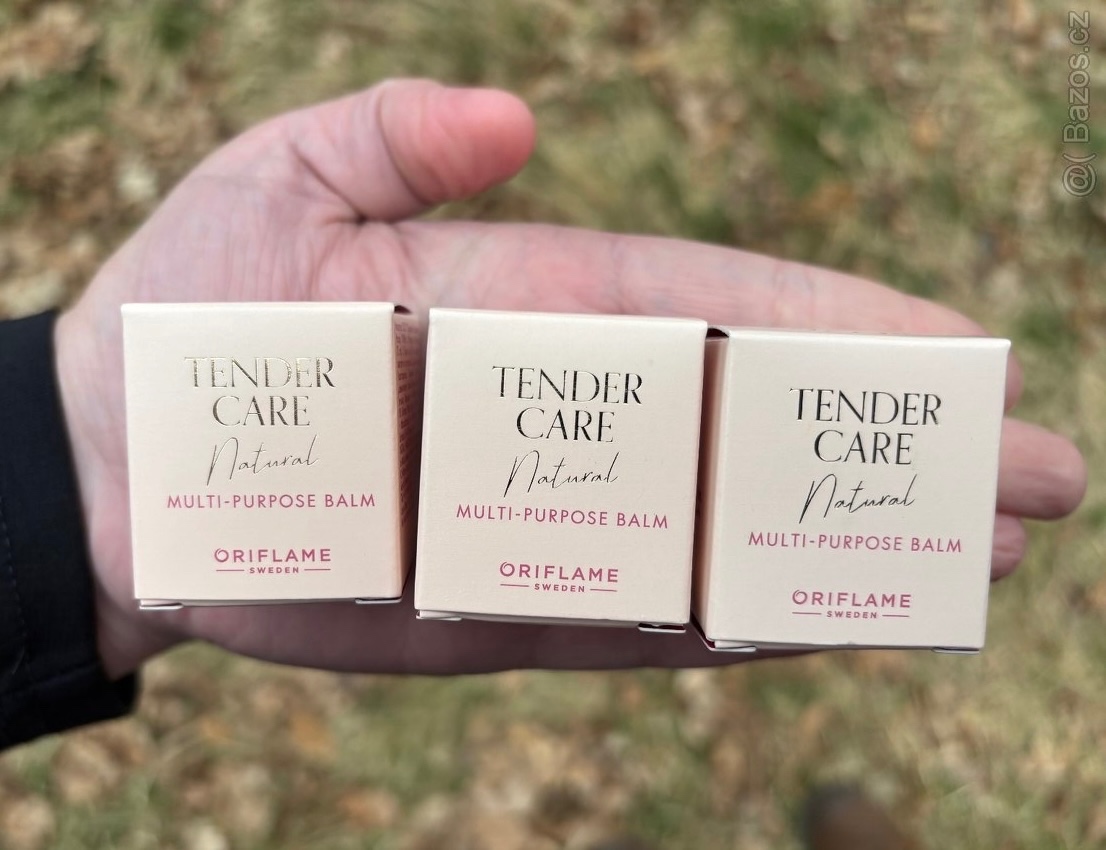 TENDER
CARE
Natural
MULTI-PURPOSE BALM
ORIFLAME
SWEDEN
TENDER
CARE
Natural
MULTI-PURPOSE BALM
ORIFLAME
SWEDEN
TENDER
CARE
Natural
MULTI-PURPOSE BALM
ORIFLAME
SWEDEN
@( Bazos.cz